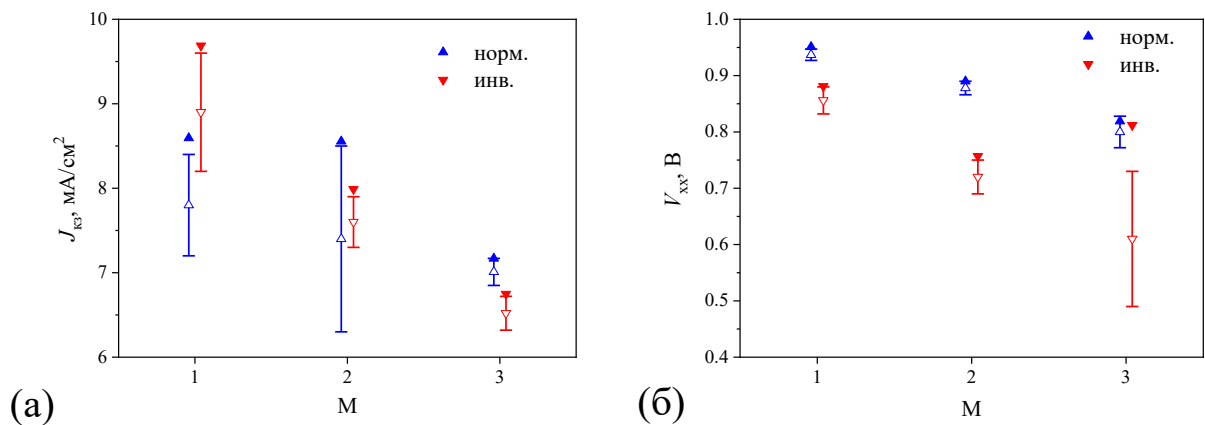 10
9
8
7
6
1
2
3
J кз, мА/см²
М
норм.
инв.
(а)
1.0
0.9
0.8
0.7
0.6
0.5
0.4
1
2
3
V хх, В
М
норм.
инв.
(б)